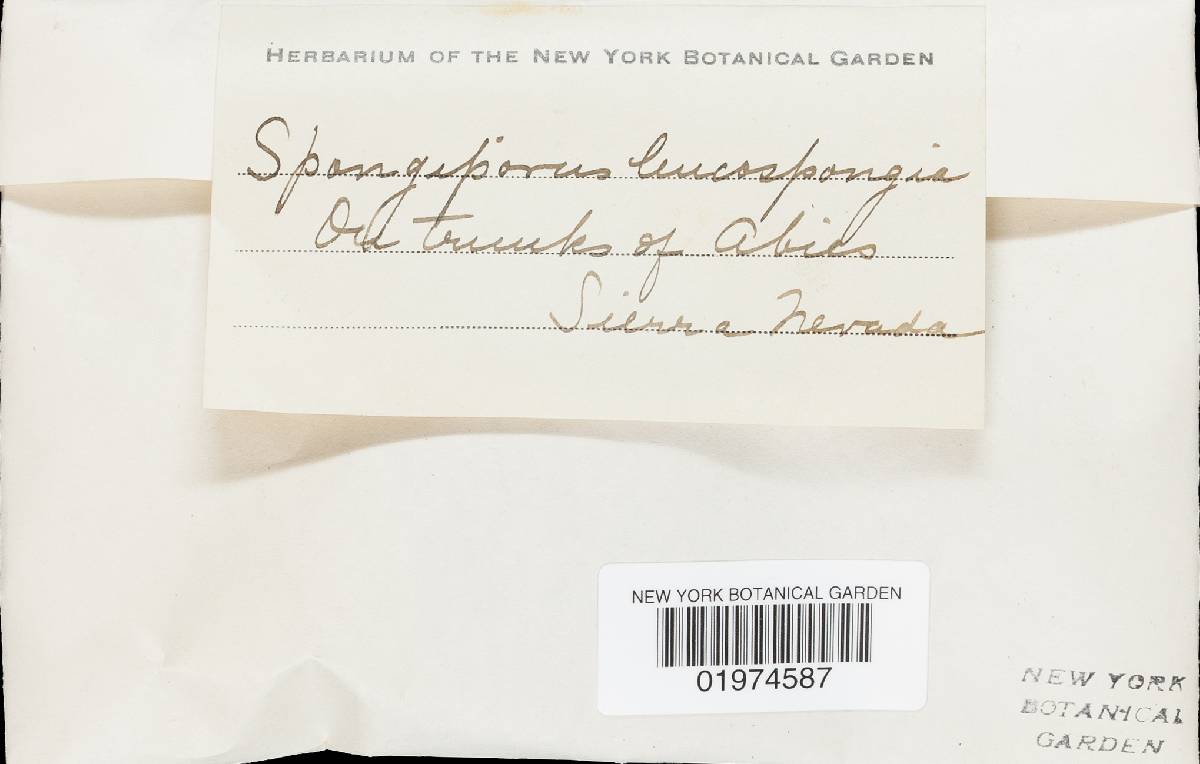 HERBARIUM OF THE NEW YORK BOTANICAL GARDEN
Spongiporus leucospongia
On trunks of Abies
Sierra Nevada
NEW YORK BOTANICAL GARDEN
01974587
NEW YORK
BOTANICAL
GARDEN